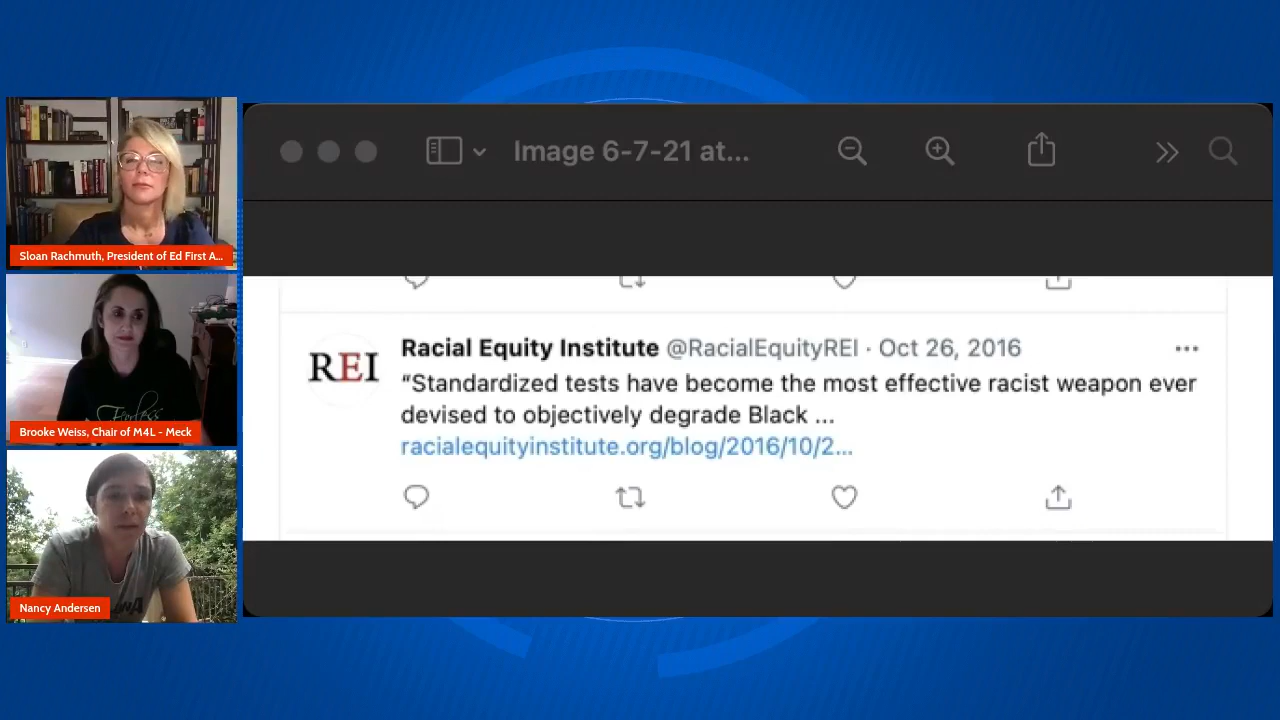 Sloan Rachmuth, President of Ed First A...
Brooke Weiss, Chair of M4L - Meck
Fearless
Nancy Andersen
Image 6-7-21 at...
REI
Racial Equity Institute @RacialEquityREI · Oct 26, 2016
“Standardized tests have become the most effective racist weapon ever
devised to objectively degrade Black ...
racialequityinstitute.org/blog/2016/10/2...